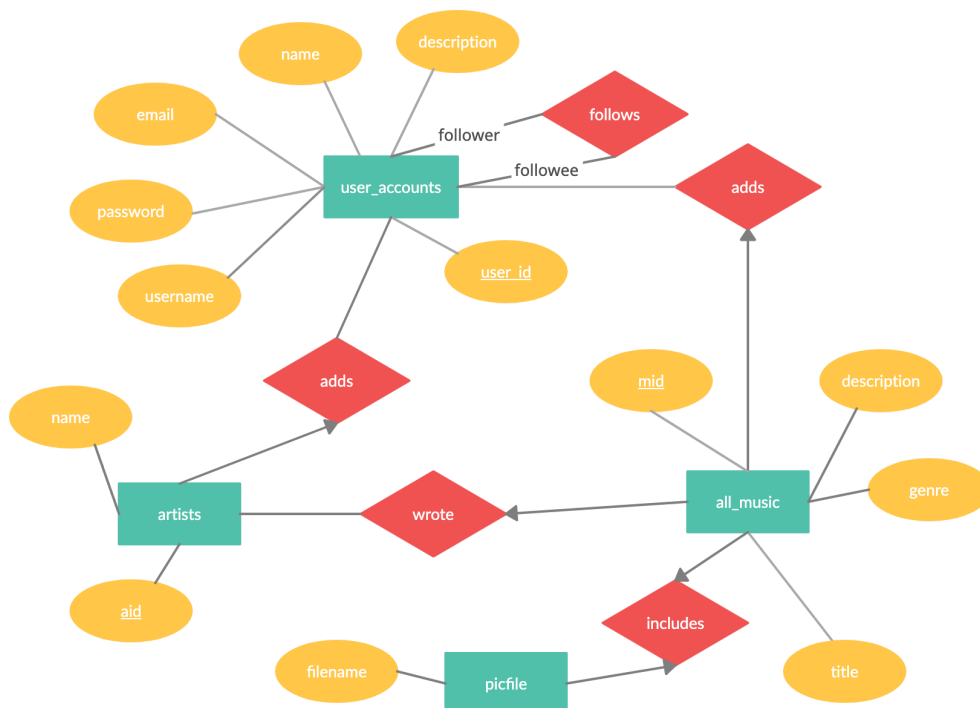 description
name
follows
email
follower
followee
user_accounts
adds
password
user_id
username
adds
mid
description
name
genre
all_music
artists
wrote
aid
includes
filename
picfile
title